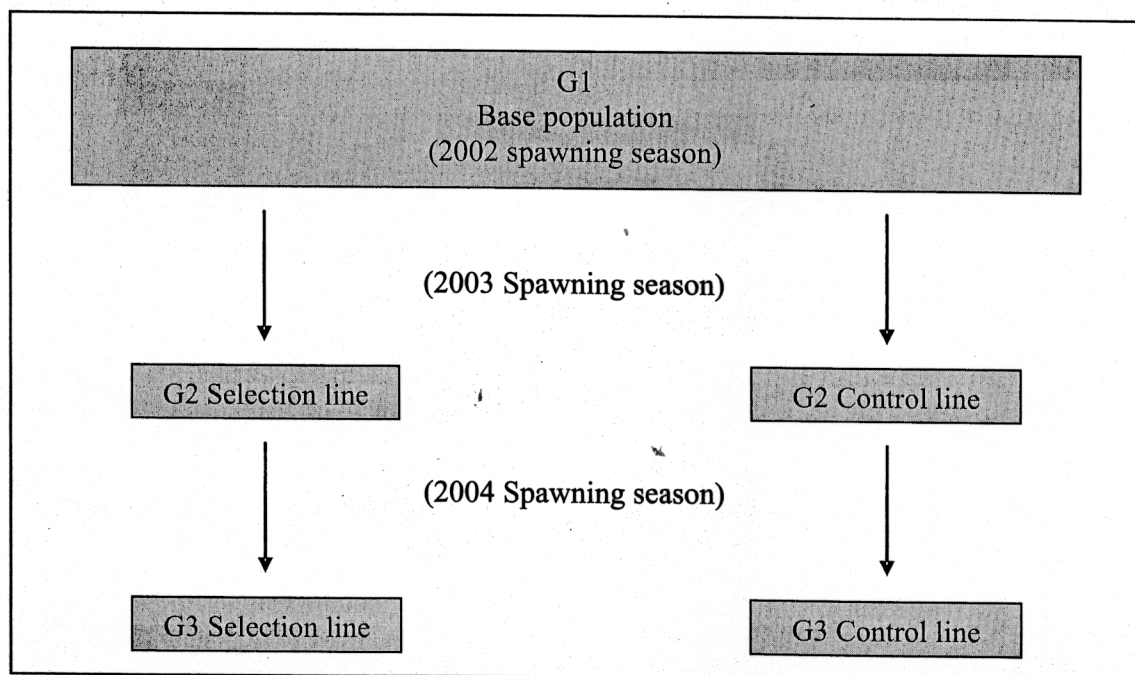 G1
Base population
(2002 spawning season)
(2003 Spawning season)
G2 Selection line
G2 Control line
(2004 Spawning season)
G3 Selection line
G3 Control line